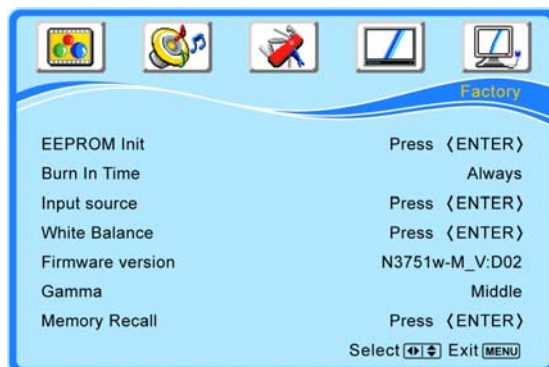 Factory
EEPROM Init Press 〈ENTER〉
Burn In Time Always
Input source Press 〈ENTER〉
White Balance Press 〈ENTER〉
Firmware version N3751w-M_V:D02
Gamma Middle
Memory Recall Press 〈ENTER〉
Select Exit MENU